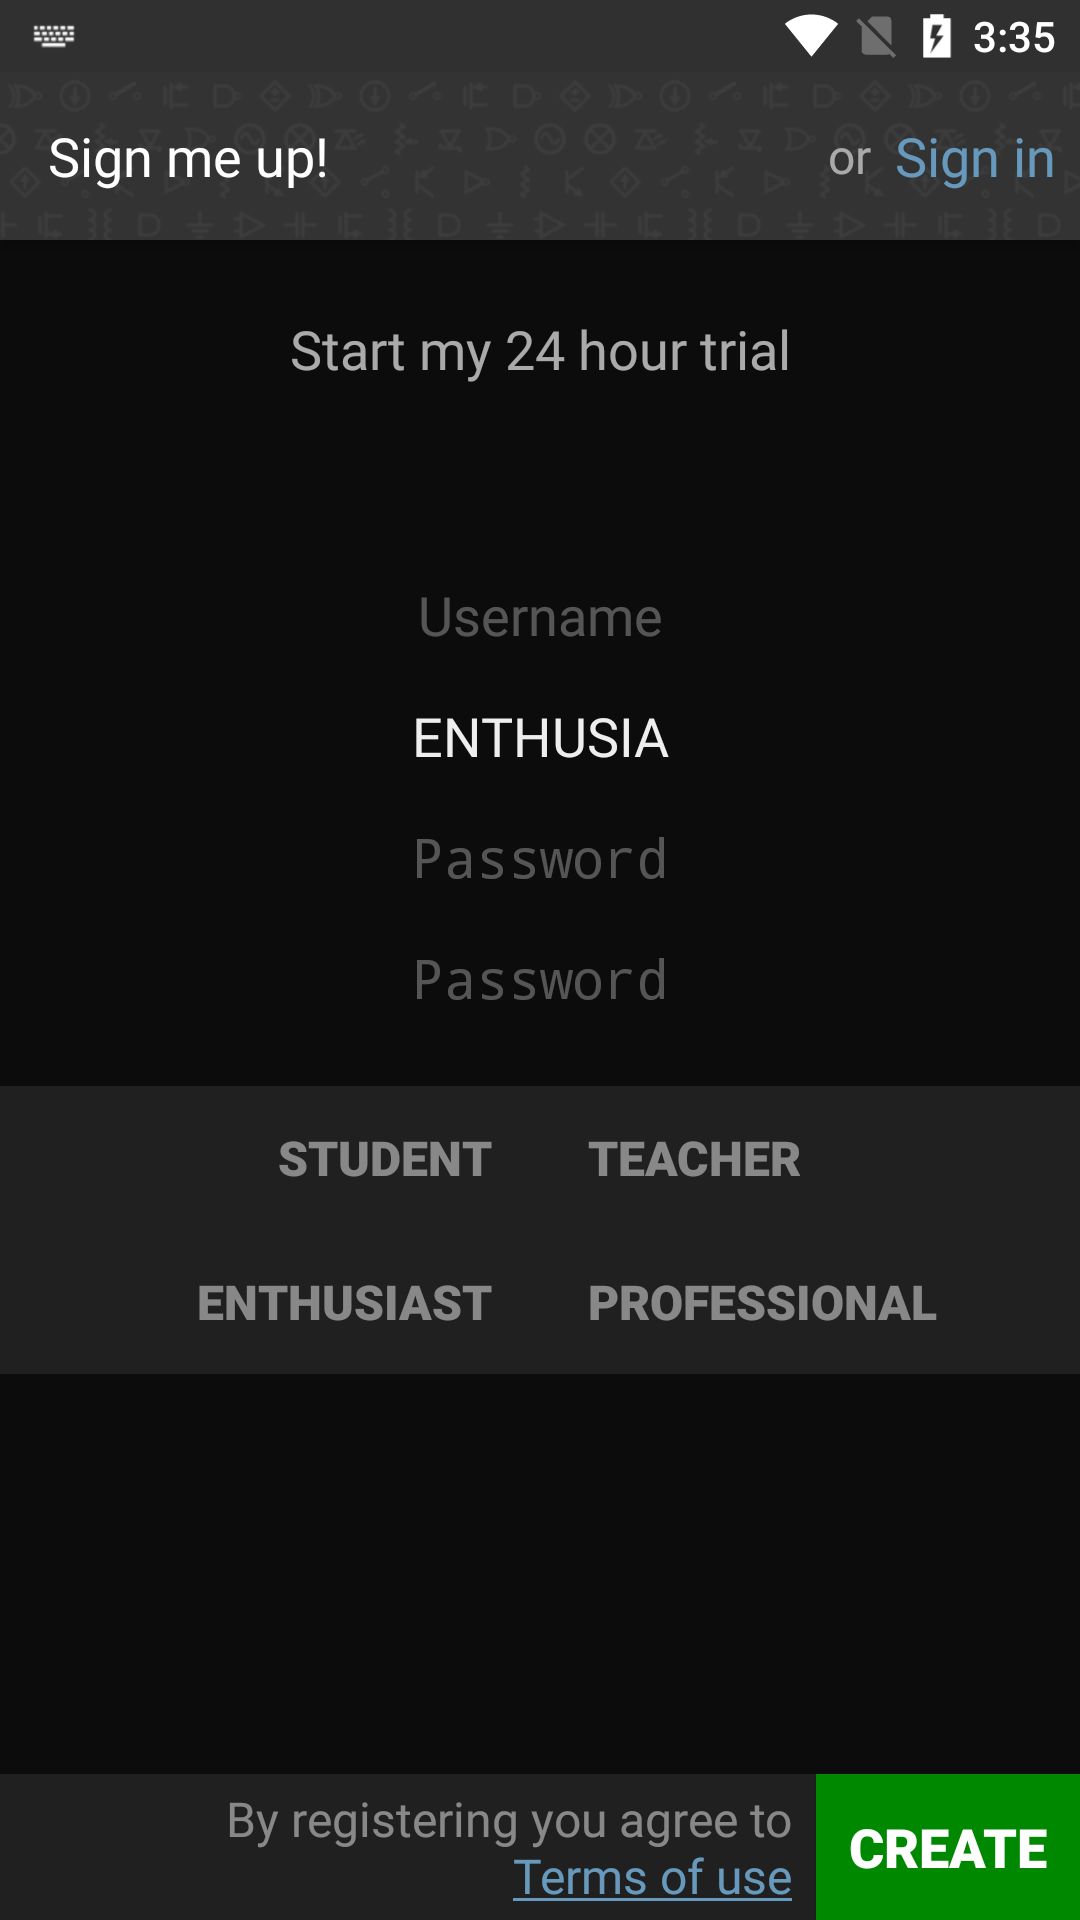 3:35
Sign me up! or Sign in
Start my 24 hour trial
Username
ENTHUSIA
Password
Password
STUDENT TEACHER
ENTHUSIAST PROFESSIONAL
By registering you agree to
Terms of use
CREATE